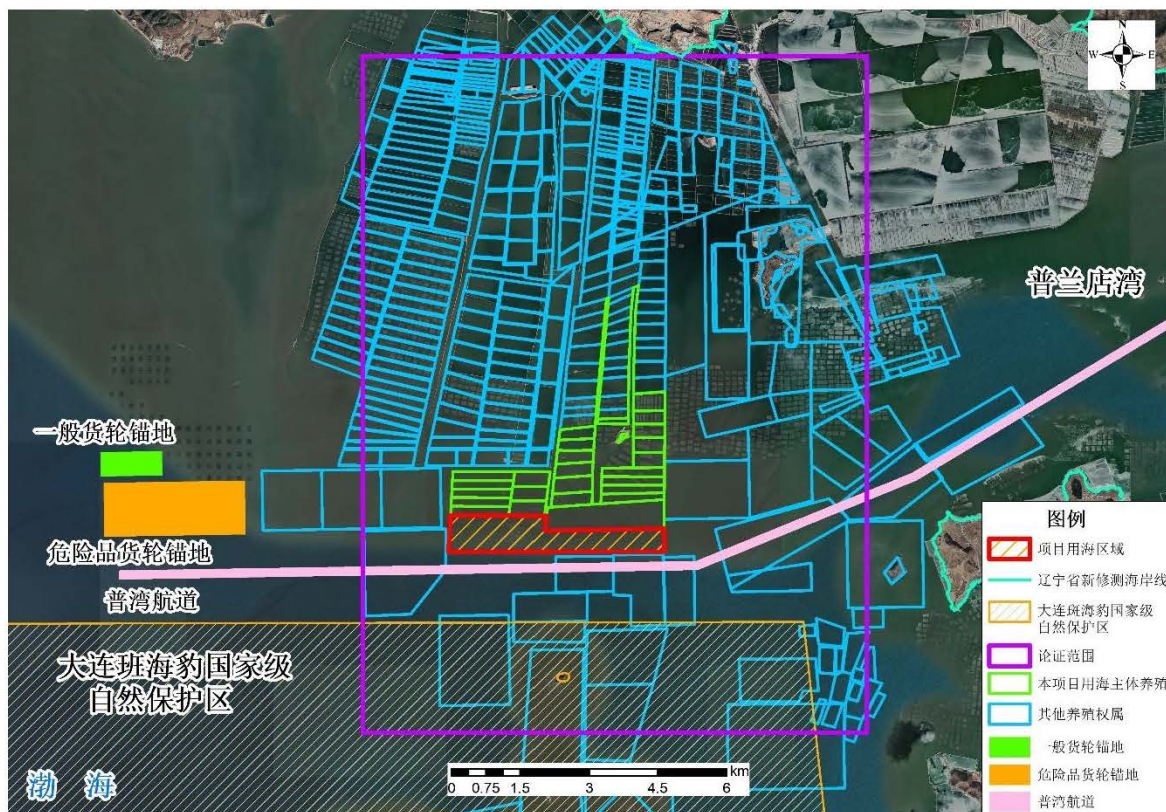 N
W E
S
普兰店湾
一般货轮锚地
危险品货轮锚地
普湾航道
大连班海豹国家级
自然保护区
渤 海
km
0 0.75 1.5 3 4.5 6
图例
项目用海区域
辽宁省新修测海岸线
大连斑海豹国家级
自然保护区
论证范围
本项目用海主体养殖
其他养殖权属
一般货轮锚地
危险品货轮锚地
普湾航道